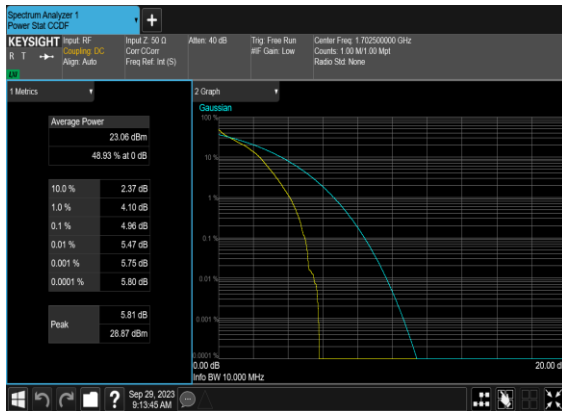 Spectrum Analyzer 1
Power Stat CCDF
+
KEYSIGHT Input: RF Input Z: 50 Ω Atten: 40 dB Trig: Free Run Center Freq: 1.702500000 GHz
R T Coupling: DC Corr CCorr #IF Gain: Low Counts: 1.00 M/1.00 Mpt
Align: Auto Freq Ref: Int (S) Radio Std: None
1 Metrics
2 Graph
Average Power
23.06 dBm
48.93 % at 0 dB
10.0 % 2.37 dB
1.0 % 4.10 dB
0.1 % 4.96 dB
0.01 % 5.47 dB
0.001 % 5.75 dB
0.0001 % 5.80 dB
Peak 5.81 dB
28.87 dBm
Gaussian
100 %
10 %
1 %
0.1 %
0.01 %
0.001 %
0.0001 %
0.00 dB 20.00 d
Info BW 10.000 MHz
? Sep 29, 2023
9:13:45 AM